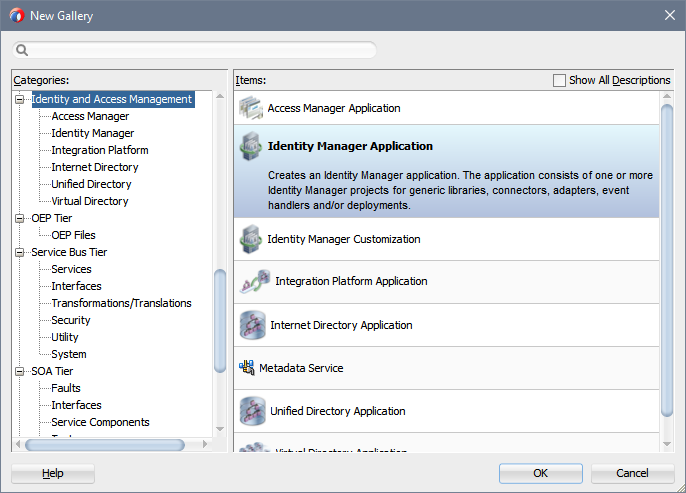 New Gallery
Categories:
Identity and Access Management
Access Manager
Identity Manager
Integration Platform
Internet Directory
Unified Directory
Virtual Directory
OEP Tier
OEP Files
Service Bus Tier
Services
Interfaces
Transformations/Translations
Security
Utility
System
SOA Tier
Faults
Interfaces
Service Components
Items:
Show All Descriptions
Access Manager Application
Identity Manager Application
Creates an Identity Manager application. The application consists of one or more
Identity Manager projects for generic libraries, connectors, adapters, event
handlers and/or deployments.
Identity Manager Customization
Integration Platform Application
Internet Directory Application
Metadata Service
Unified Directory Application
Virtual Directory Application
Help
OK
Cancel